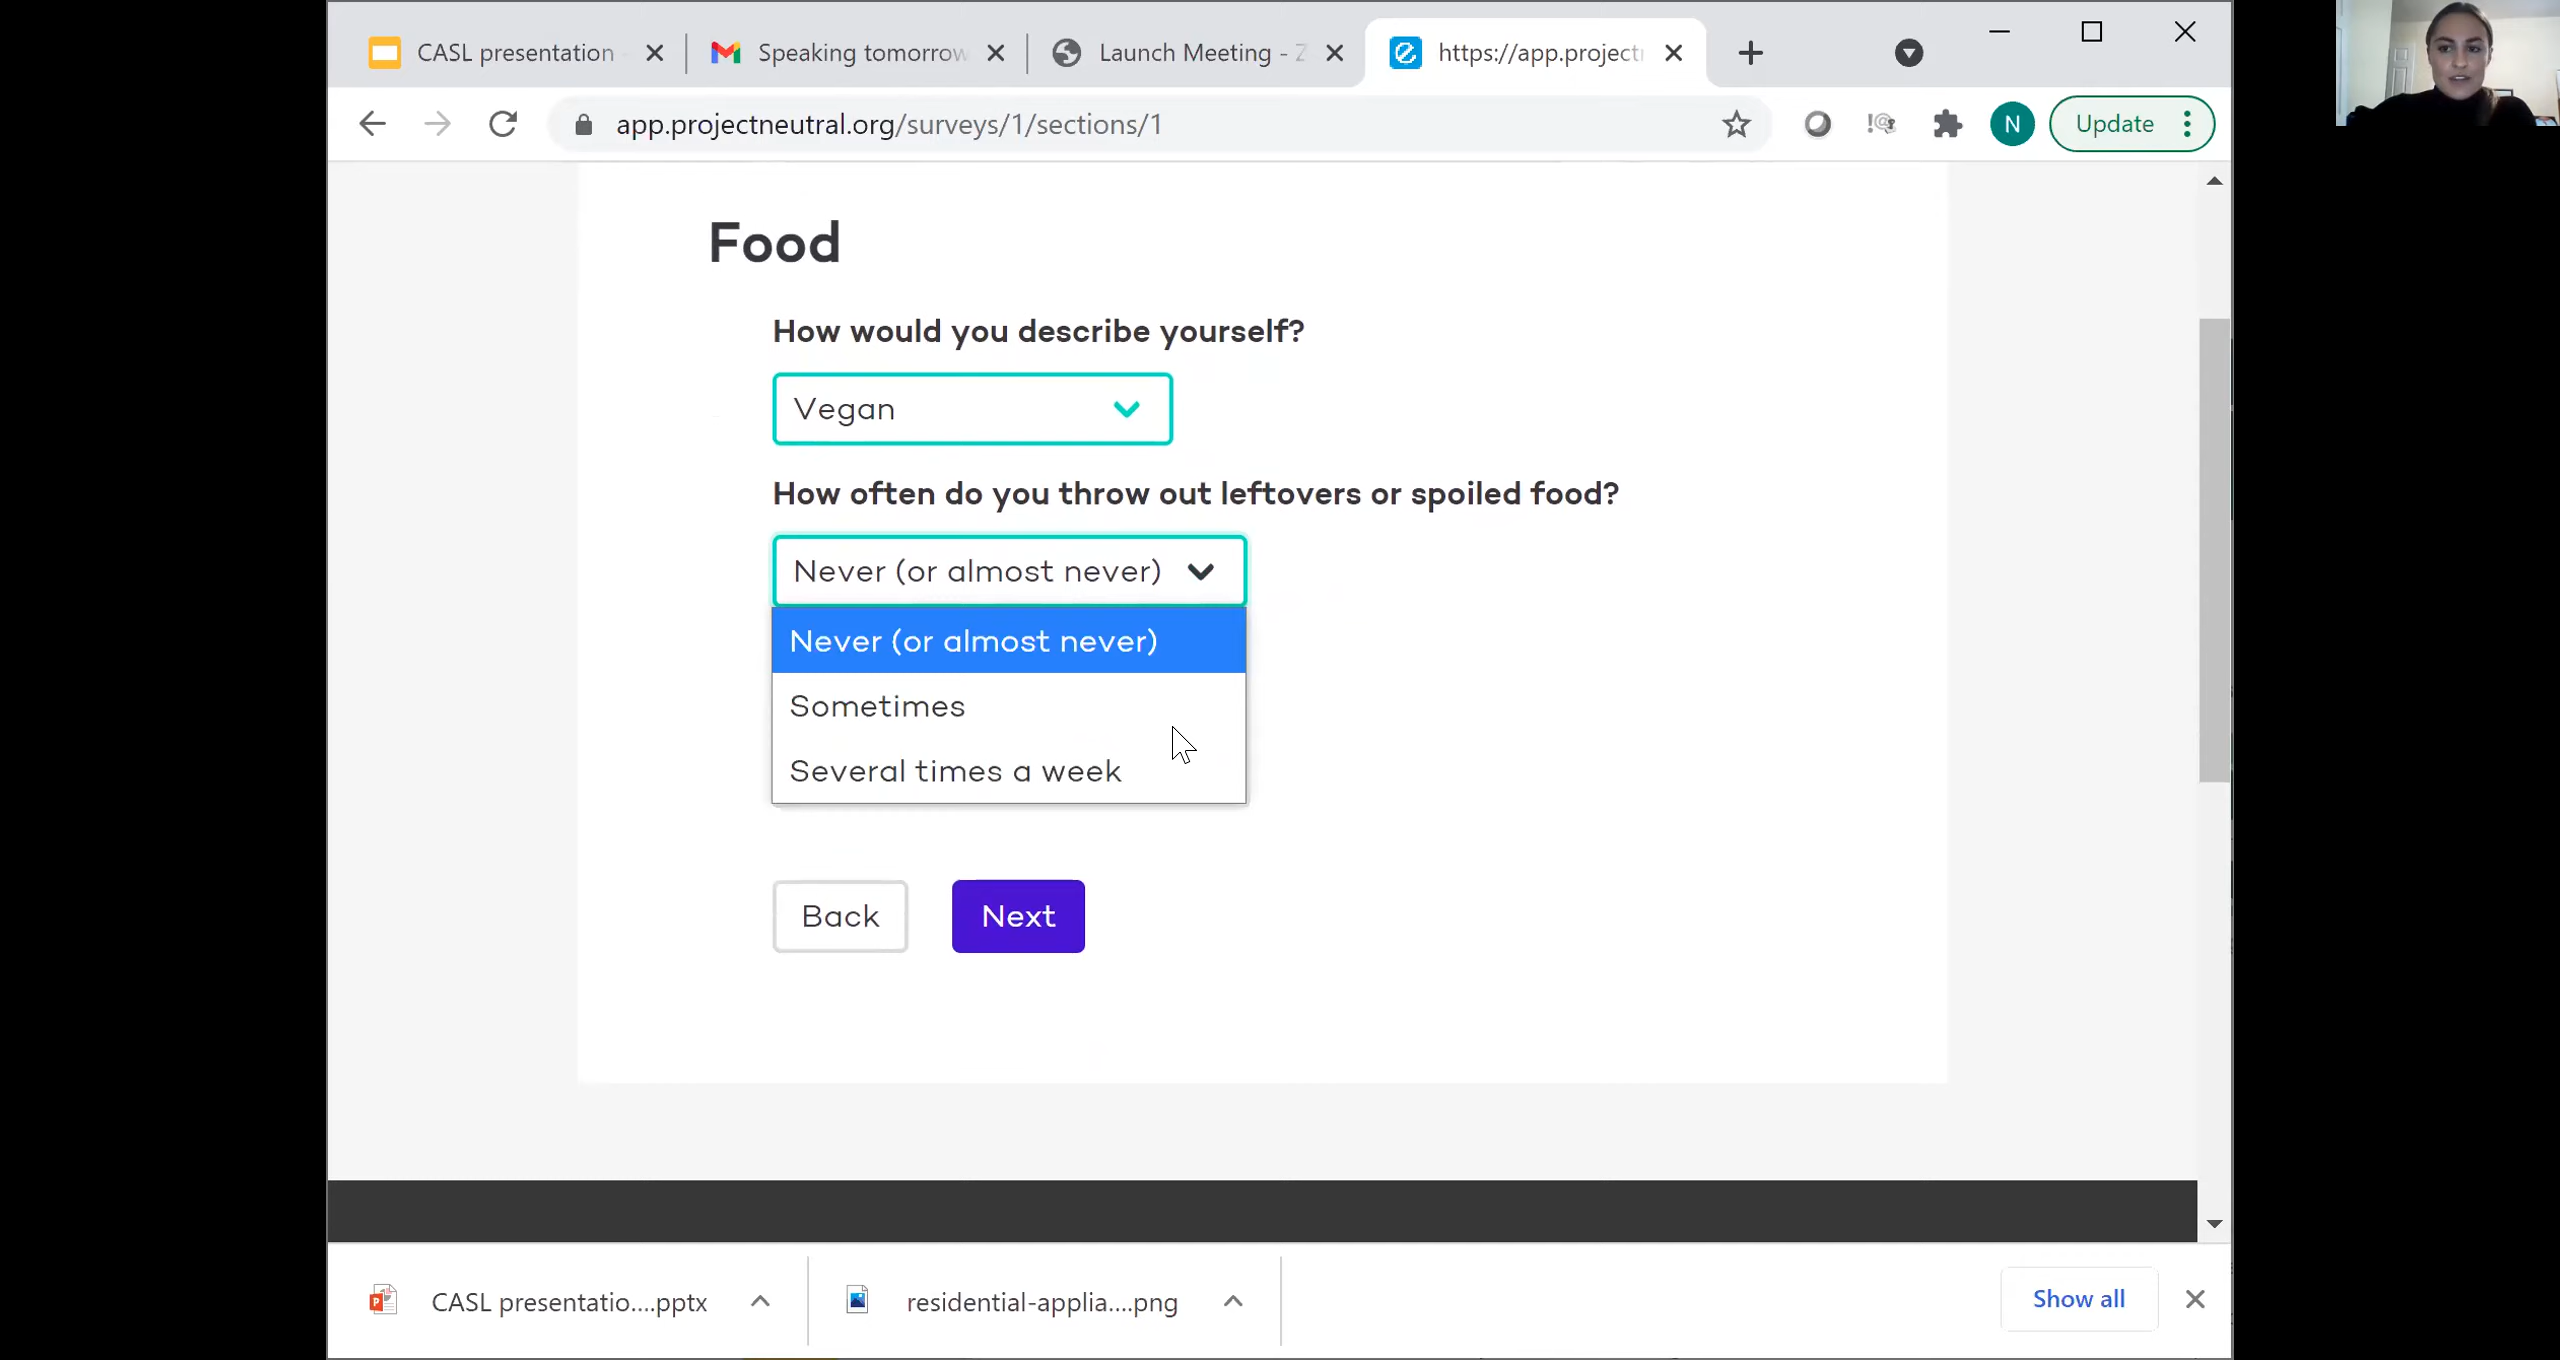 CASL presentation
Speaking tomorrow
Launch Meeting - Z
https://app.project
app.projectneutral.org/surveys/1/sections/1
N
Update
Food
How would you describe yourself?
Vegan
How often do you throw out leftovers or spoiled food?
Never (or almost never)
Never (or almost never)
Sometimes
Several times a week
Back
Next
CASL presentatio....pptx
residential-applia....png
Show all